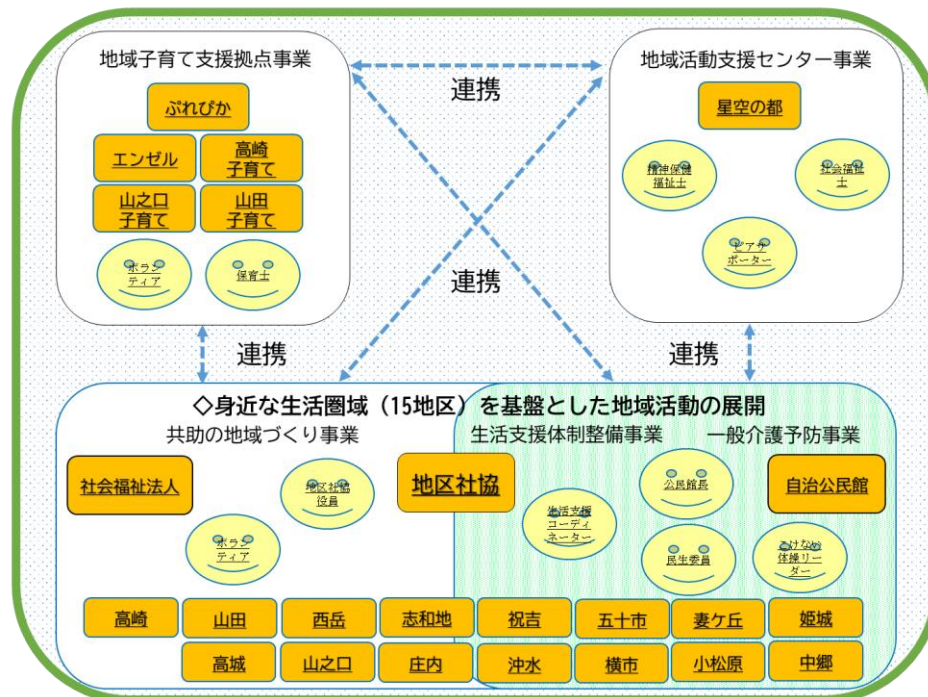 地域子育て支援拠点事業
ぷれぴか
エンゼル
高崎
子育て
山之口
子育て
山田
子育て
ボラン
ティア
保育士
連携
連携
連携
連携
地域活動支援センター事業
星空の都
精神保健
福祉士
社会福祉
士
ピアサ
ポーター
◇身近な生活圏域（15地区）を基盤とした地域活動の展開
共助の地域づくり事業
生活支援体制整備事業
一般介護予防事業
社会福祉法人
地区社協
役員
ボラン
ティア
地区社協
生活支援
コーディ
ネーター
公民館長
民生委員
自治公民館
こけない
体操リー
ダー
高崎
山田
西岳
志和地
祝吉
五十市
妻ケ丘
姫城
高城
山之口
庄内
沖水
横市
小松原
中郷